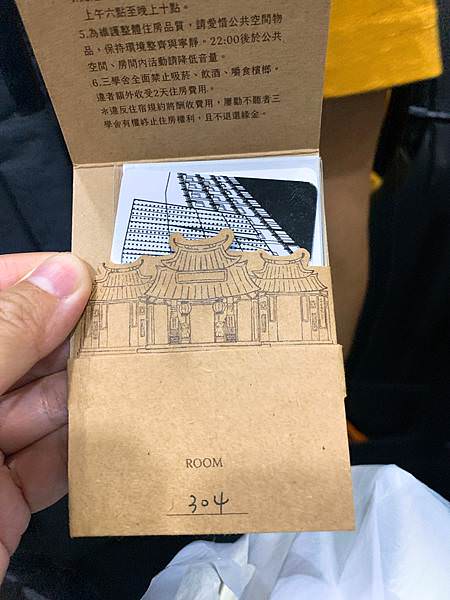 上午六點至晚上十點。
5.為維護整體住房品質，請愛惜公共空間物
品，保持環境整齊與寧靜。22:00後於公共
空間、房間內活動請降低音量。
6.三學舍全面禁止吸菸、飲酒、嚼食檳榔。
違者額外收受2天住房費用。
＊違反住宿規約將酬收費用，屢勸不聽者三
學舍有權終止住房權利，且不退還緣金。
ROOM
304